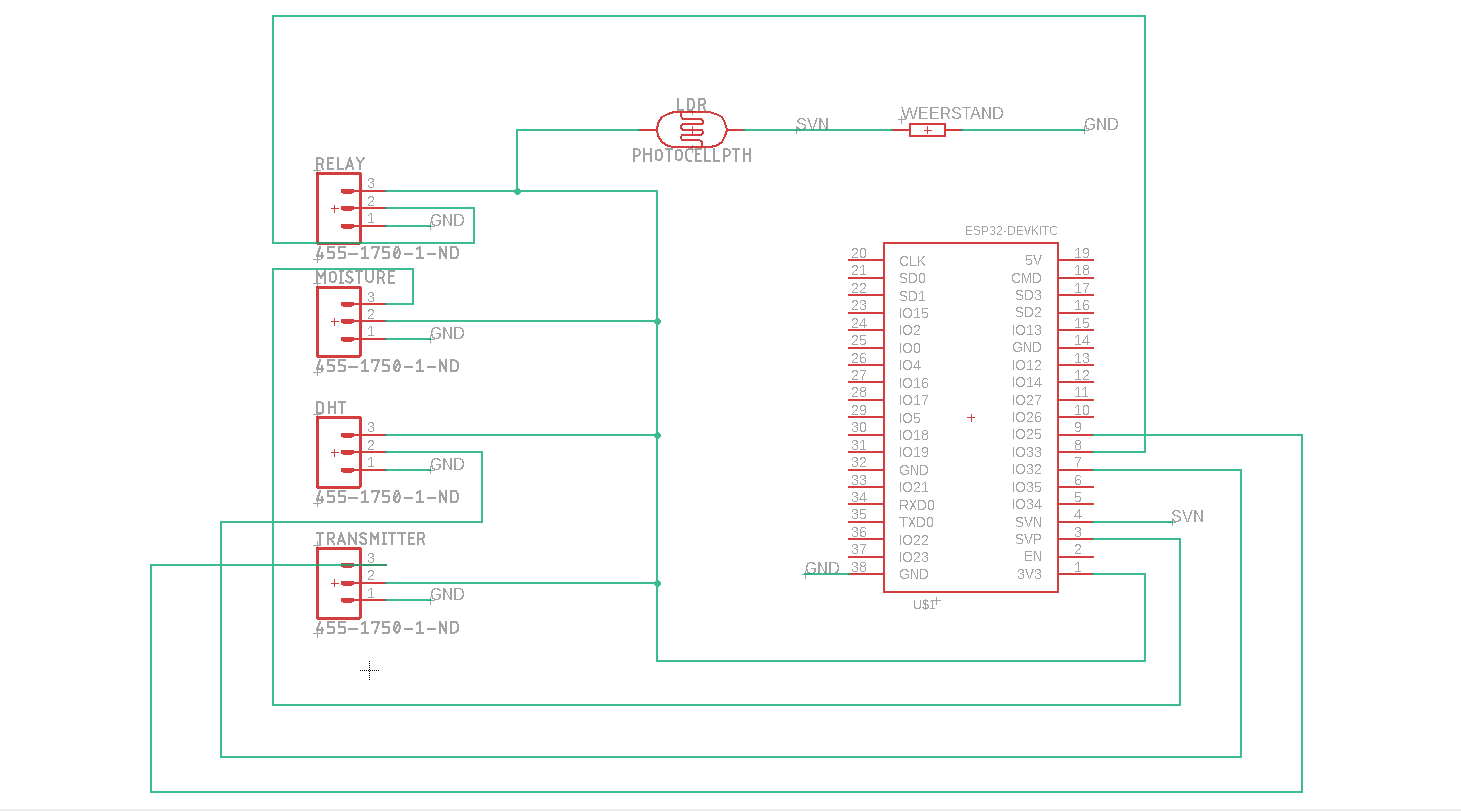 LDR
SVN
WEERSTAND
GND
PHOTOCELLPTH
RELAY
3
2
1
GND
455-1750-1-ND
MOISTURE
3
2
1
GND
455-1750-1-ND
DHT
3
2
1
GND
455-1750-1-ND
TRANSMITTER
3
2
1
GND
455-1750-1-ND
ESP32-DEVKITC
20 CLK 5V 19
21 SD0 CMD 18
22 SD1 SD3 17
23 IO15 SD2 16
24 IO2 IO13 15
25 IO0 GND 14
26 IO4 IO12 13
27 IO16 IO14 12
28 IO17 IO27 11
29 IO5 IO26 10
30 IO18 IO25 9
31 IO19 IO33 8
32 GND IO32 7
33 IO21 IO35 6
34 RXD0 IO34 5
35 TXD0 SVN 4 SVN
36 IO22 SVP 3
37 IO23 EN 2
GND 38 GND 3V3 1
U$1